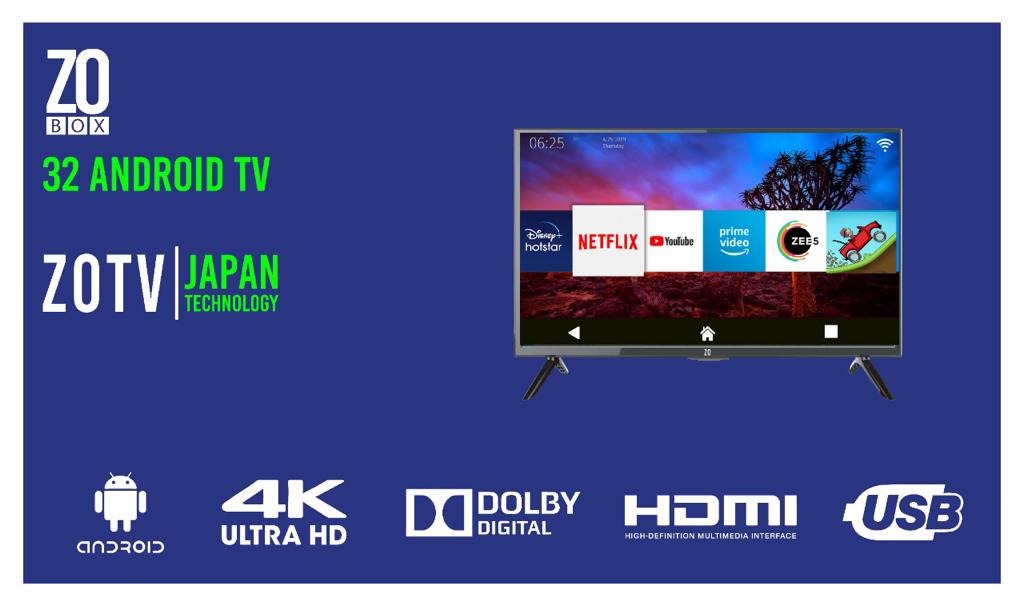 ZO
BOX
32 ANDROID TV
ZOTV | JAPAN
TECHNOLOGY
06:25
Thursday
Disney+
hotstar
NETFLIX
YouTube
prime
video
ZEE5
ZO
ANDROID
4K
ULTRA HD
DOLBY
DIGITAL
HDMI
HIGH-DEFINITION MULTIMEDIA INTERFACE
USB